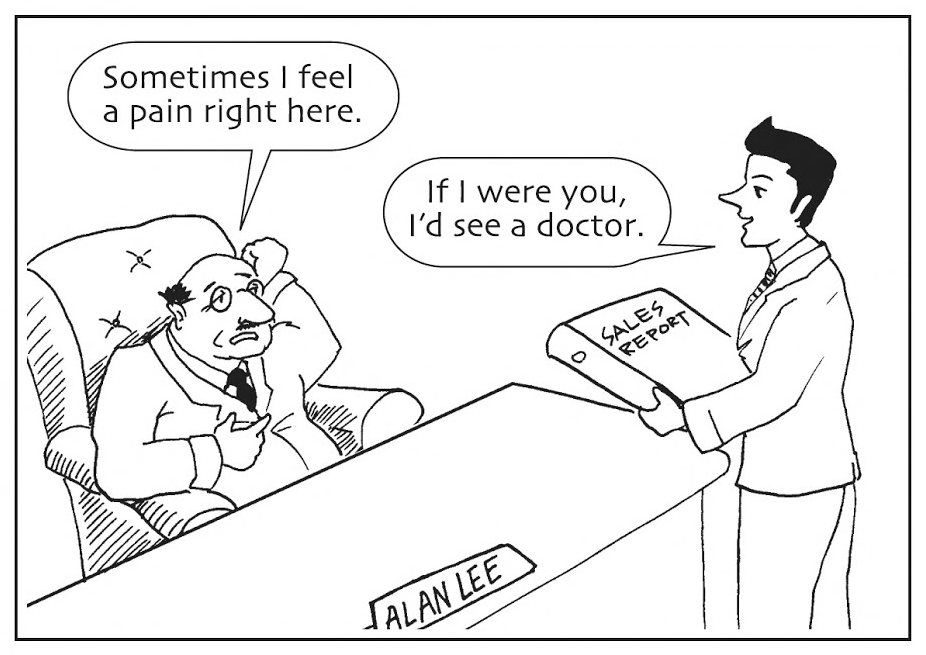 Sometimes I feel
a pain right here.
If I were you,
I'd see a doctor.
SALES
REPORT
ALAN LEE